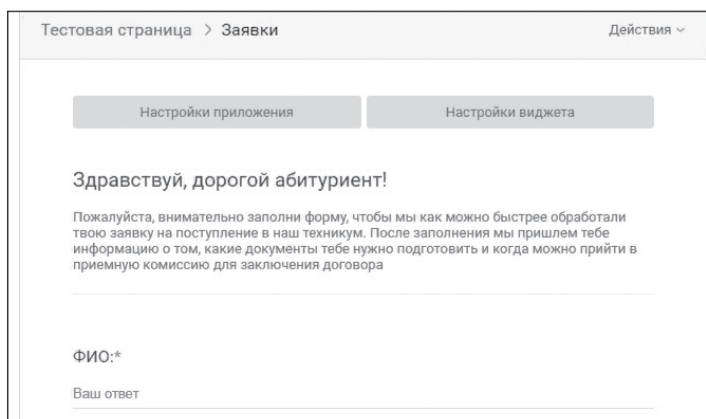 Тестовая страница > Заявки Действия
Настройки приложения Настройки виджета
Здравствуй, дорогой абитуриент!
Пожалуйста, внимательно заполни форму, чтобы мы как можно быстрее обработали
твою заявку на поступление в наш техникум. После заполнения мы пришлем тебе
информацию о том, какие документы тебе нужно подготовить и когда можно прийти в
приемную комиссию для заключения договора
ФИО:*
Ваш ответ